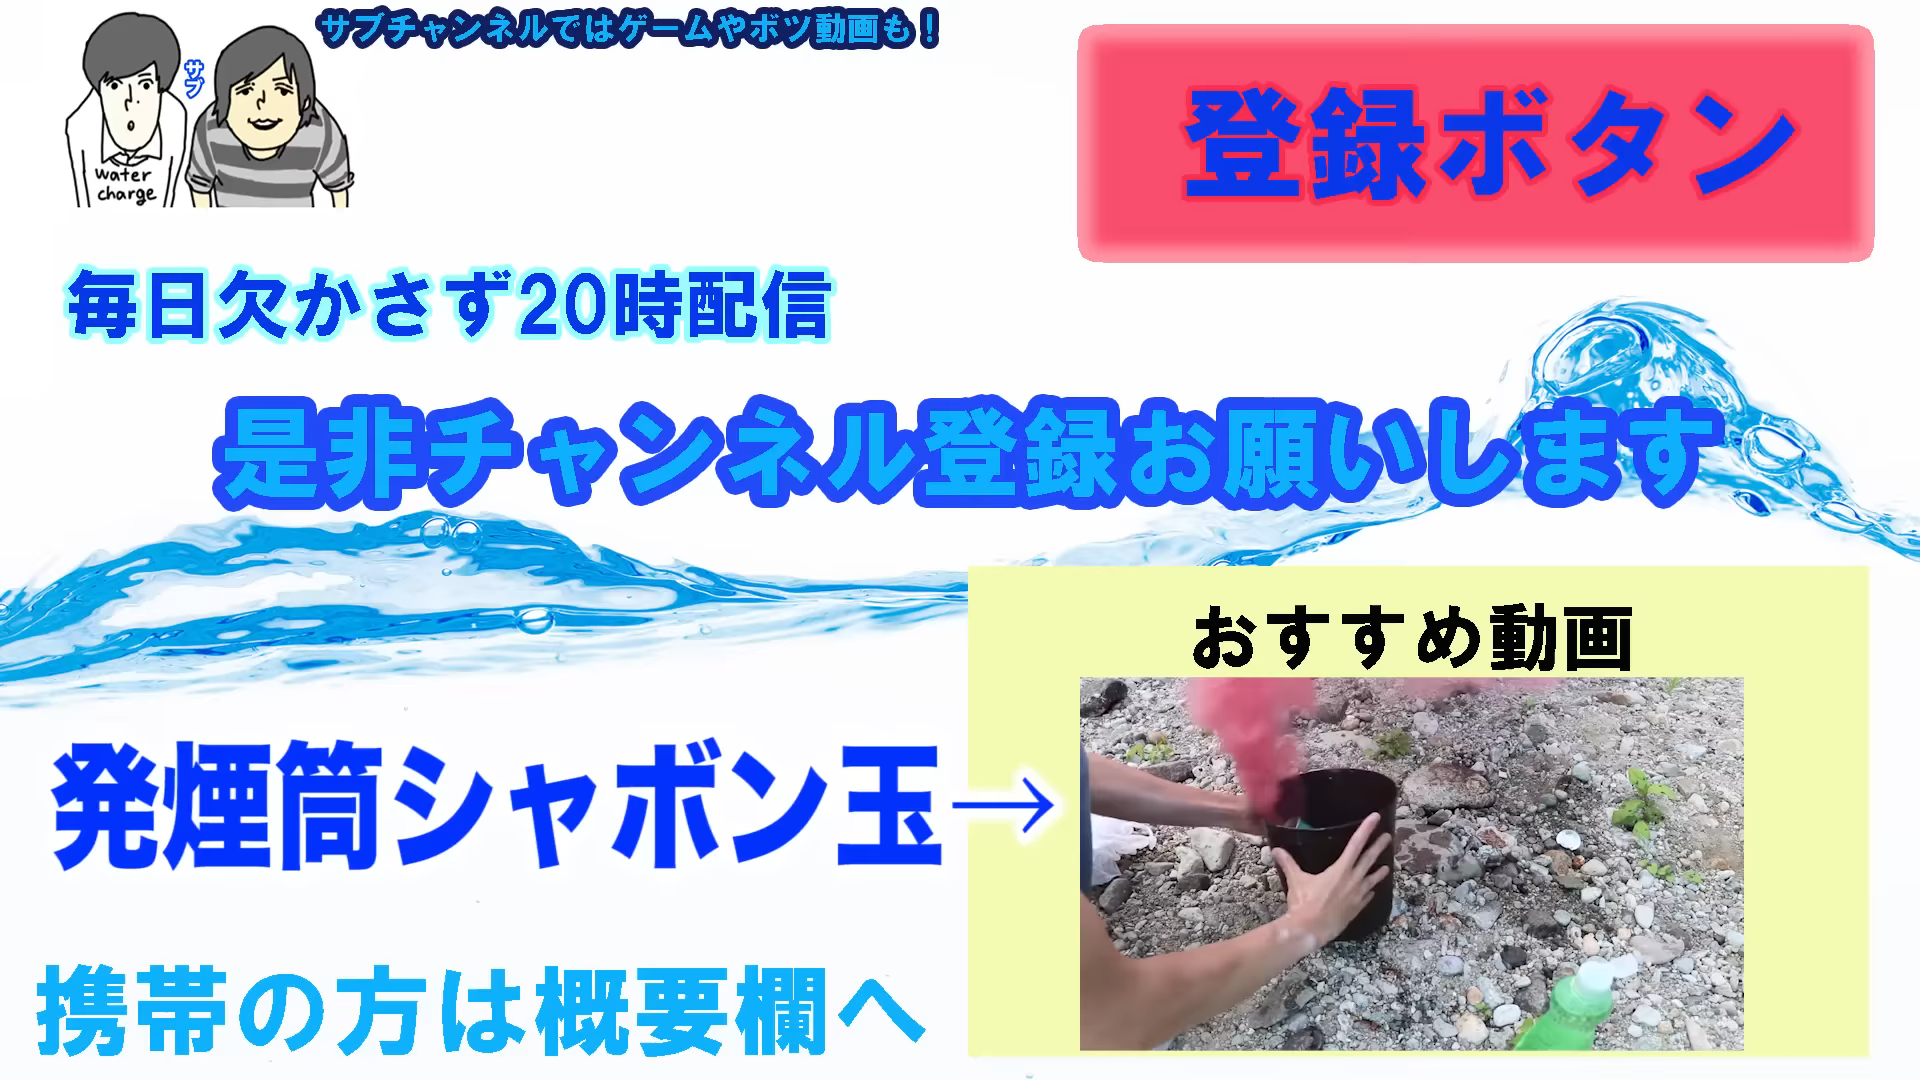 サブチャンネルではゲームやボツ動画も！
サブ
water
charge
登録ボタン
毎日欠かさず20時配信
是非チャンネル登録お願いします
おすすめ動画
発煙筒シャボン玉→
携帯の方は概要欄へ